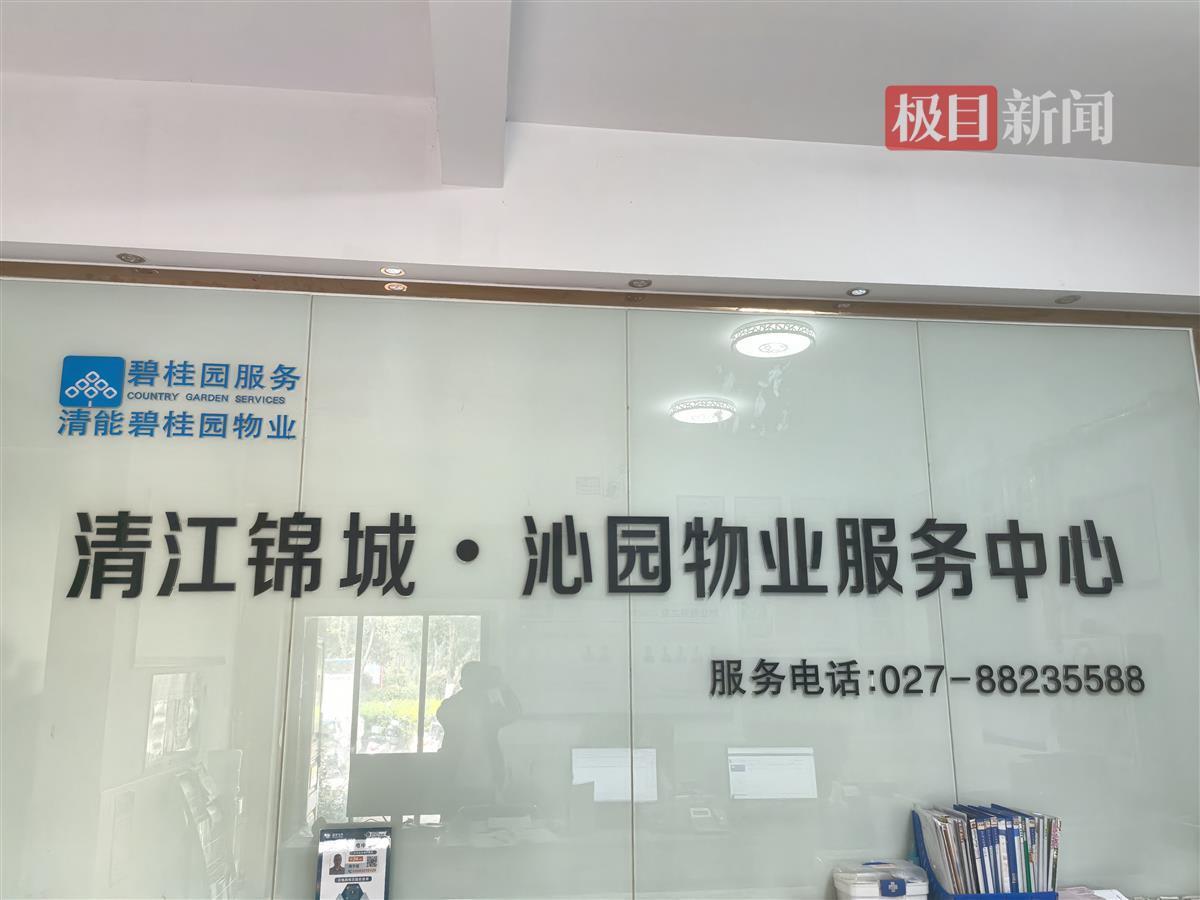 极目新闻
碧桂园服务
COUNTRY GARDEN SERVICES
清能碧桂园物业
清江锦城·沁园物业服务中心
服务电话:027-88235588